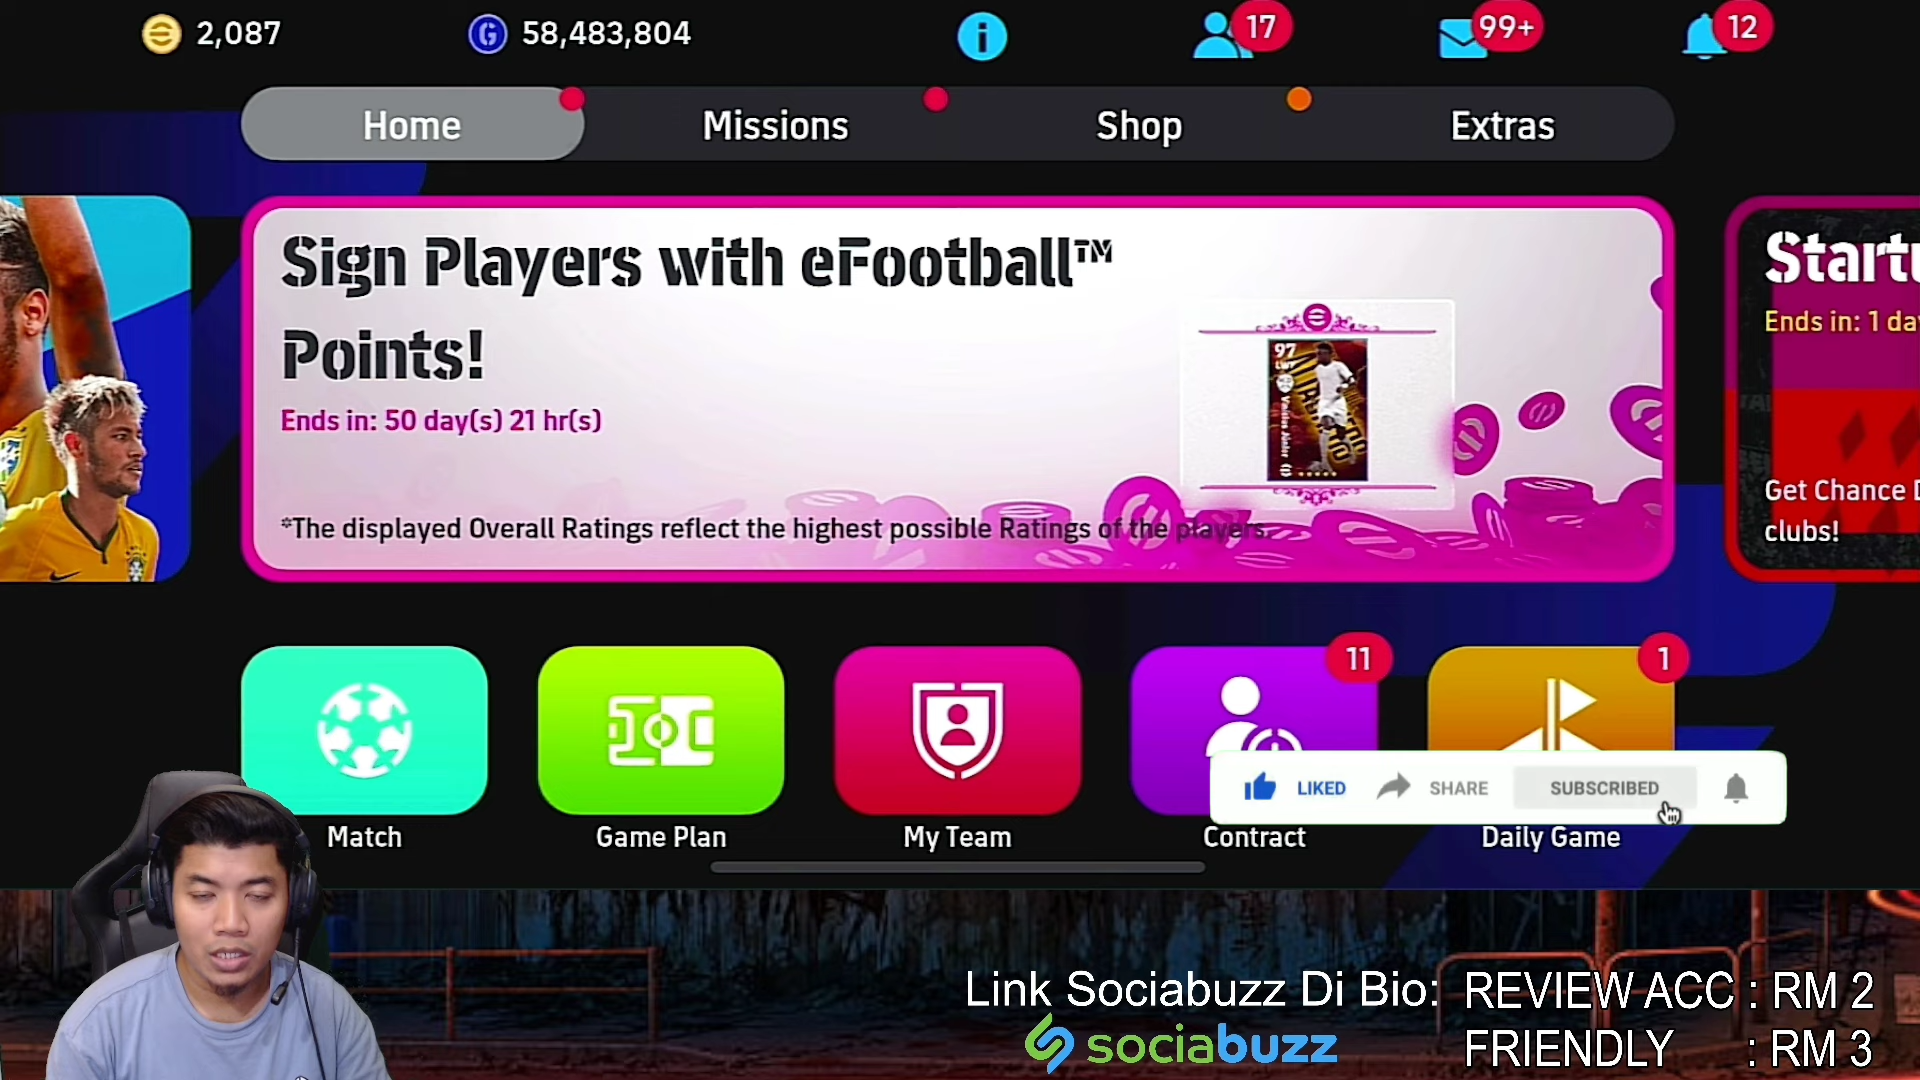 2,087
58,483,804
17
99+
12
Home
Missions
Shop
Extras
Sign Players with eFootball™
Points!
Ends in: 50 day(s) 21 hr(s)
97
Vinícius Júnior
*The displayed Overall Ratings reflect the highest possible Ratings of the players.
Ends in: 1
Get Chance
clubs!
11
1
LIKED
SHARE
SUBSCRIBED
Match
Game Plan
My Team
Contract
Daily Game
Link Sociabuzz Di Bio:
REVIEW ACC : RM 2
sociabuzz
FRIENDLY : RM 3